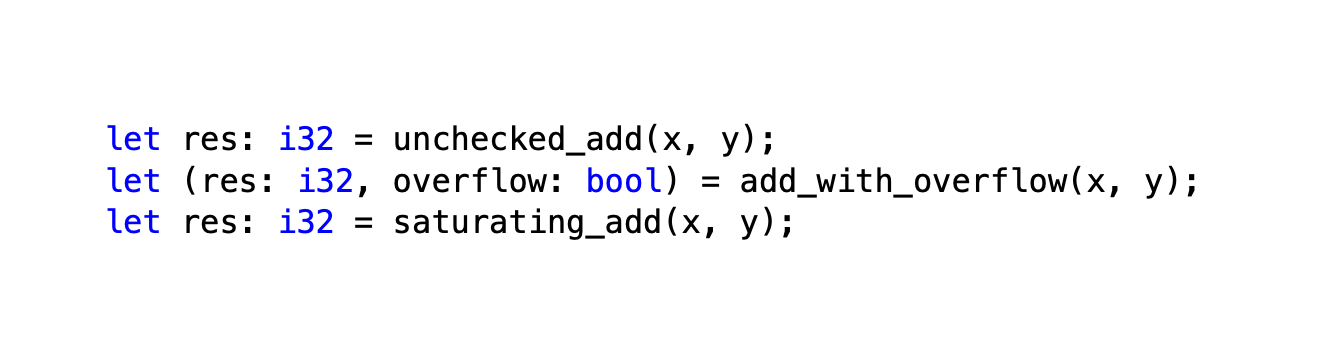 let res: i32 = unchecked_add(x, y);
let (res: i32, overflow: bool) = add_with_overflow(x, y);
let res: i32 = saturating_add(x, y);